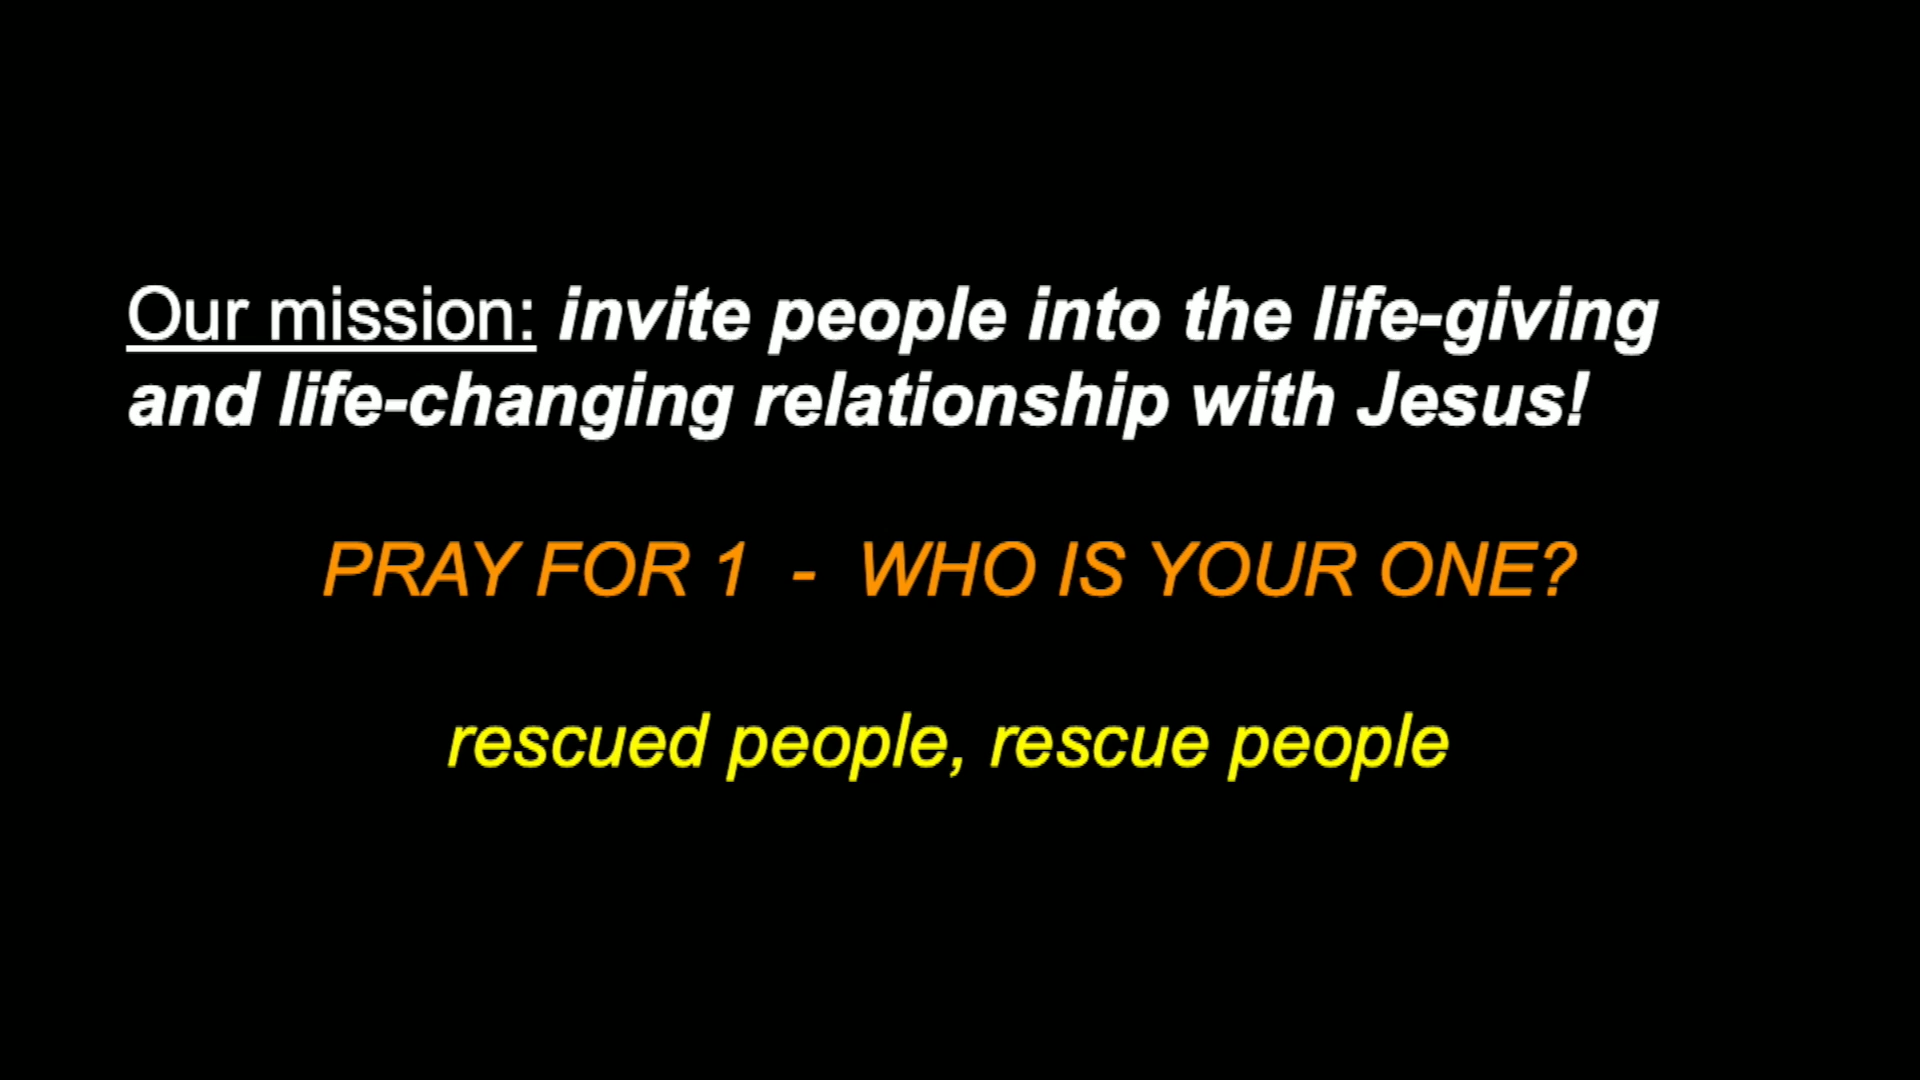 Our mission: invite people into the life-giving
and life-changing relationship with Jesus!
PRAY FOR 1 - WHO IS YOUR ONE?
rescued people, rescue people